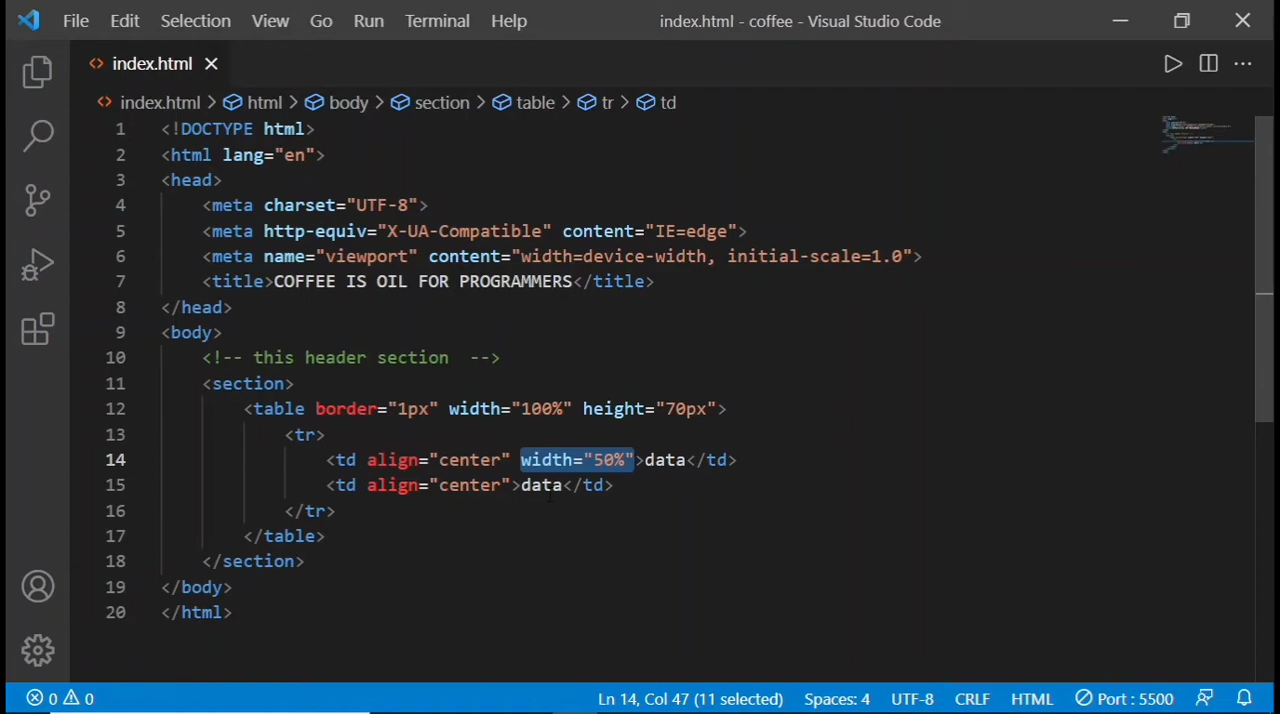 File Edit Selection View Go Run Terminal Help index.html - coffee - Visual Studio Code
index.html
index.html > html > body > section > table > tr > td
1 <!DOCTYPE html>
2 <html lang="en">
3 <head>
4 <meta charset="UTF-8">
5 <meta http-equiv="X-UA-Compatible" content="IE=edge">
6 <meta name="viewport" content="width=device-width, initial-scale=1.0">
7 <title>COFFEE IS OIL FOR PROGRAMMERS</title>
8 </head>
9 <body>
10 <!-- this header section  -->
11 <section>
12 <table border="1px" width="100%" height="70px">
13 <tr>
14 <td align="center" width="50%">data</td>
15 <td align="center">data</td>
16 </tr>
17 </table>
18 </section>
19 </body>
20 </html>
0 0 Ln 14, Col 47 (11 selected) Spaces: 4 UTF-8 CRLF HTML Port : 5500